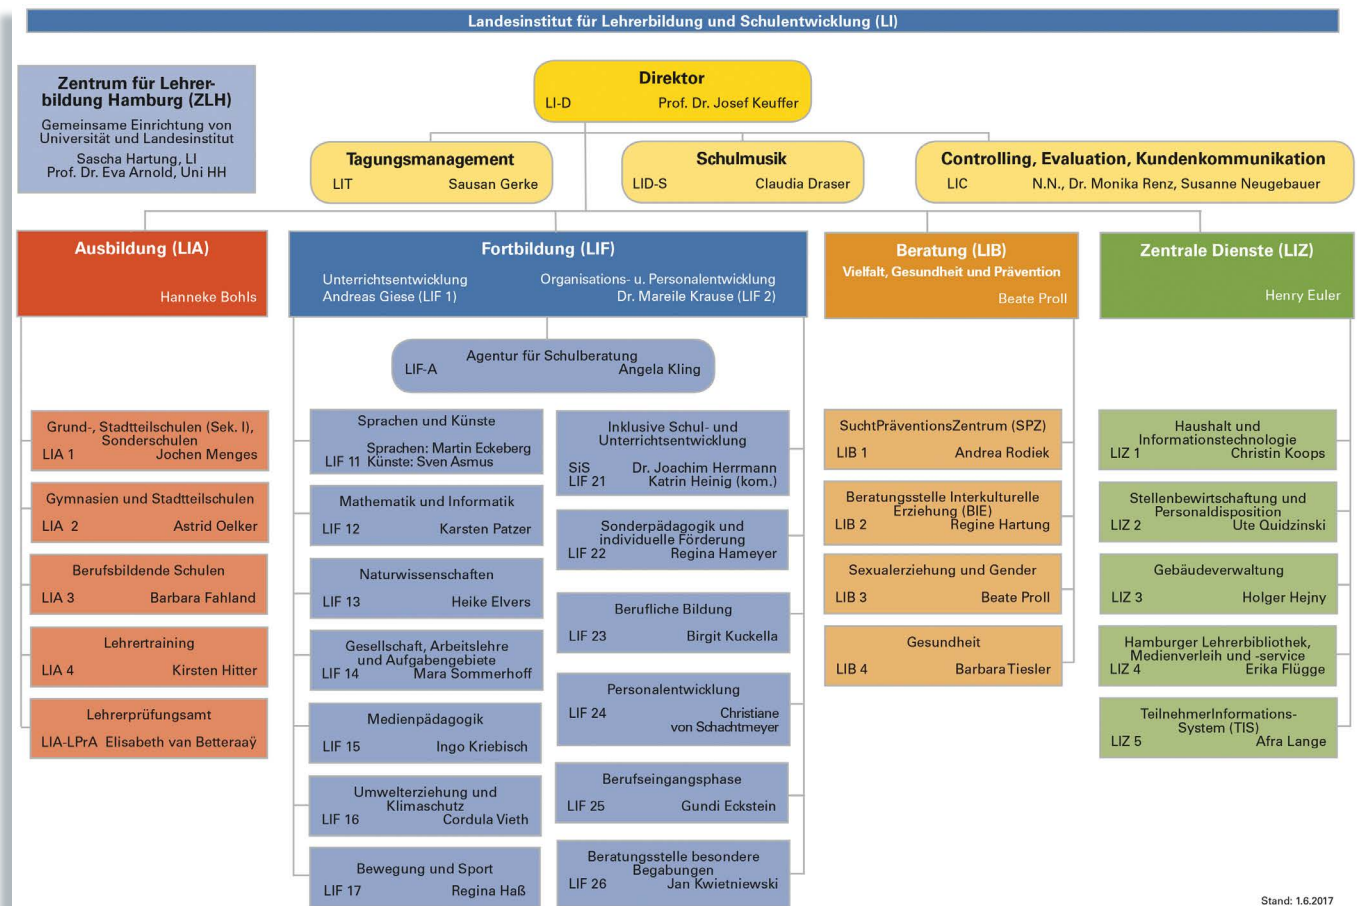 Landesinstitut für Lehrerbildung und Schulentwicklung (LI)
Zentrum für Lehrer-
bildung Hamburg (ZLH)
Gemeinsame Einrichtung von
Universität und Landesinstitut
Sascha Hartung, LI
Prof. Dr. Eva Arnold, Uni HH
Direktor
LI-D Prof. Dr. Josef Keuffer
Tagungsmanagement
LIT Sausan Gerke
Schulmusik
LID-S Claudia Draser
Controlling, Evaluation, Kundenkommunikation
LIC N.N., Dr. Monika Renz, Susanne Neugebauer
Ausbildung (LIA)
Hanneke Bohls
Fortbildung (LIF)
Unterrichtsentwicklung
Andreas Giese (LIF 1)
Organisations- u. Personalentwicklung
Dr. Mareile Krause (LIF 2)
Beratung (LIB)
Vielfalt, Gesundheit und Prävention
Beate Proll
Zentrale Dienste (LIZ)
Henry Euler
Agentur für Schulberatung
LIF-A Angela Kling
Grund-, Stadtteilschulen (Sek. I),
Sonderschulen
LIA 1 Jochen Menges
Gymnasien und Stadtteilschulen
LIA 2 Astrid Oelker
Berufsbildende Schulen
LIA 3 Barbara Fahland
Lehrertraining
LIA 4 Kirsten Hitter
Lehrerprüfungsamt
LIA-LPrA Elisabeth van Betteraaÿ
Sprachen und Künste
Sprachen: Martin Eckeberg
LIF 11 Künste: Sven Asmus
Mathematik und Informatik
LIF 12 Karsten Patzer
Naturwissenschaften
LIF 13 Heike Elvers
Gesellschaft, Arbeitslehre
und Aufgabengebiete
LIF 14 Mara Sommerhoff
Medienpädagogik
LIF 15 Ingo Kriebisch
Umwelterziehung und
Klimaschutz
LIF 16 Cordula Vieth
Bewegung und Sport
LIF 17 Regina Haß
Inklusive Schul- und
Unterrichtsentwicklung
SiS Dr. Joachim Herrmann
LIF 21 Katrin Heinig (kom.)
Sonderpädagogik und
individuelle Förderung
LIF 22 Regina Hameyer
Berufliche Bildung
LIF 23 Birgit Kuckella
Personalentwicklung
LIF 24 Christiane
von Schachtmeyer
Berufseingangsphase
LIF 25 Gundi Eckstein
Beratungsstelle besondere
Begabungen
LIF 26 Jan Kwietniewski
SuchtPräventionsZentrum (SPZ)
LIB 1 Andrea Rodiek
Beratungsstelle Interkulturelle
Erziehung (BIE)
LIB 2 Regine Hartung
Sexualerziehung und Gender
LIB 3 Beate Proll
Gesundheit
LIB 4 Barbara Tiesler
Haushalt und
Informationstechnologie
LIZ 1 Christin Koops
Stellenbewirtschaftung und
Personaldisposition
LIZ 2 Ute Quidzinski
Gebäudeverwaltung
LIZ 3 Holger Hejny
Hamburger Lehrerbibliothek,
Medienverleih und -service
LIZ 4 Erika Flügge
TeilnehmerInformations-
System (TIS)
LIZ 5 Afra Lange
Stand: 1.6.2017